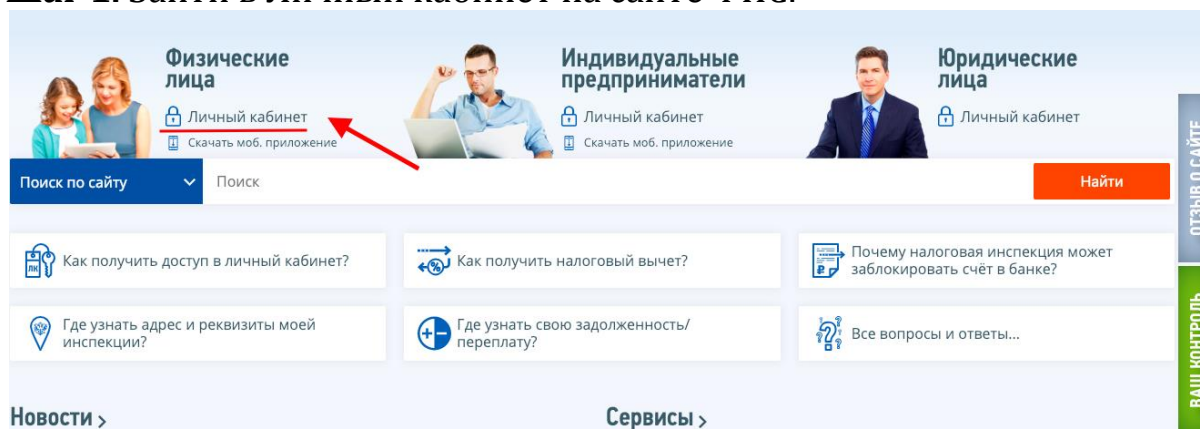 Физические
лица
Личный кабинет
Скачать моб. приложение
Индивидуальные
предприниматели
Личный кабинет
Скачать моб. приложение
Юридические
лица
Личный кабинет
ОТЗЫВ О САЙТЕ
Поиск по сайту
Поиск
Найти
Как получить доступ в личный кабинет?
Как получить налоговый вычет?
Почему налоговая инспекция может
заблокировать счёт в банке?
Где узнать адрес и реквизиты моей
инспекции?
Где узнать свою задолженность/
переплату?
Все вопросы и ответы...
ВАШ КОНТРОЛЬ
Новости >
Сервисы >